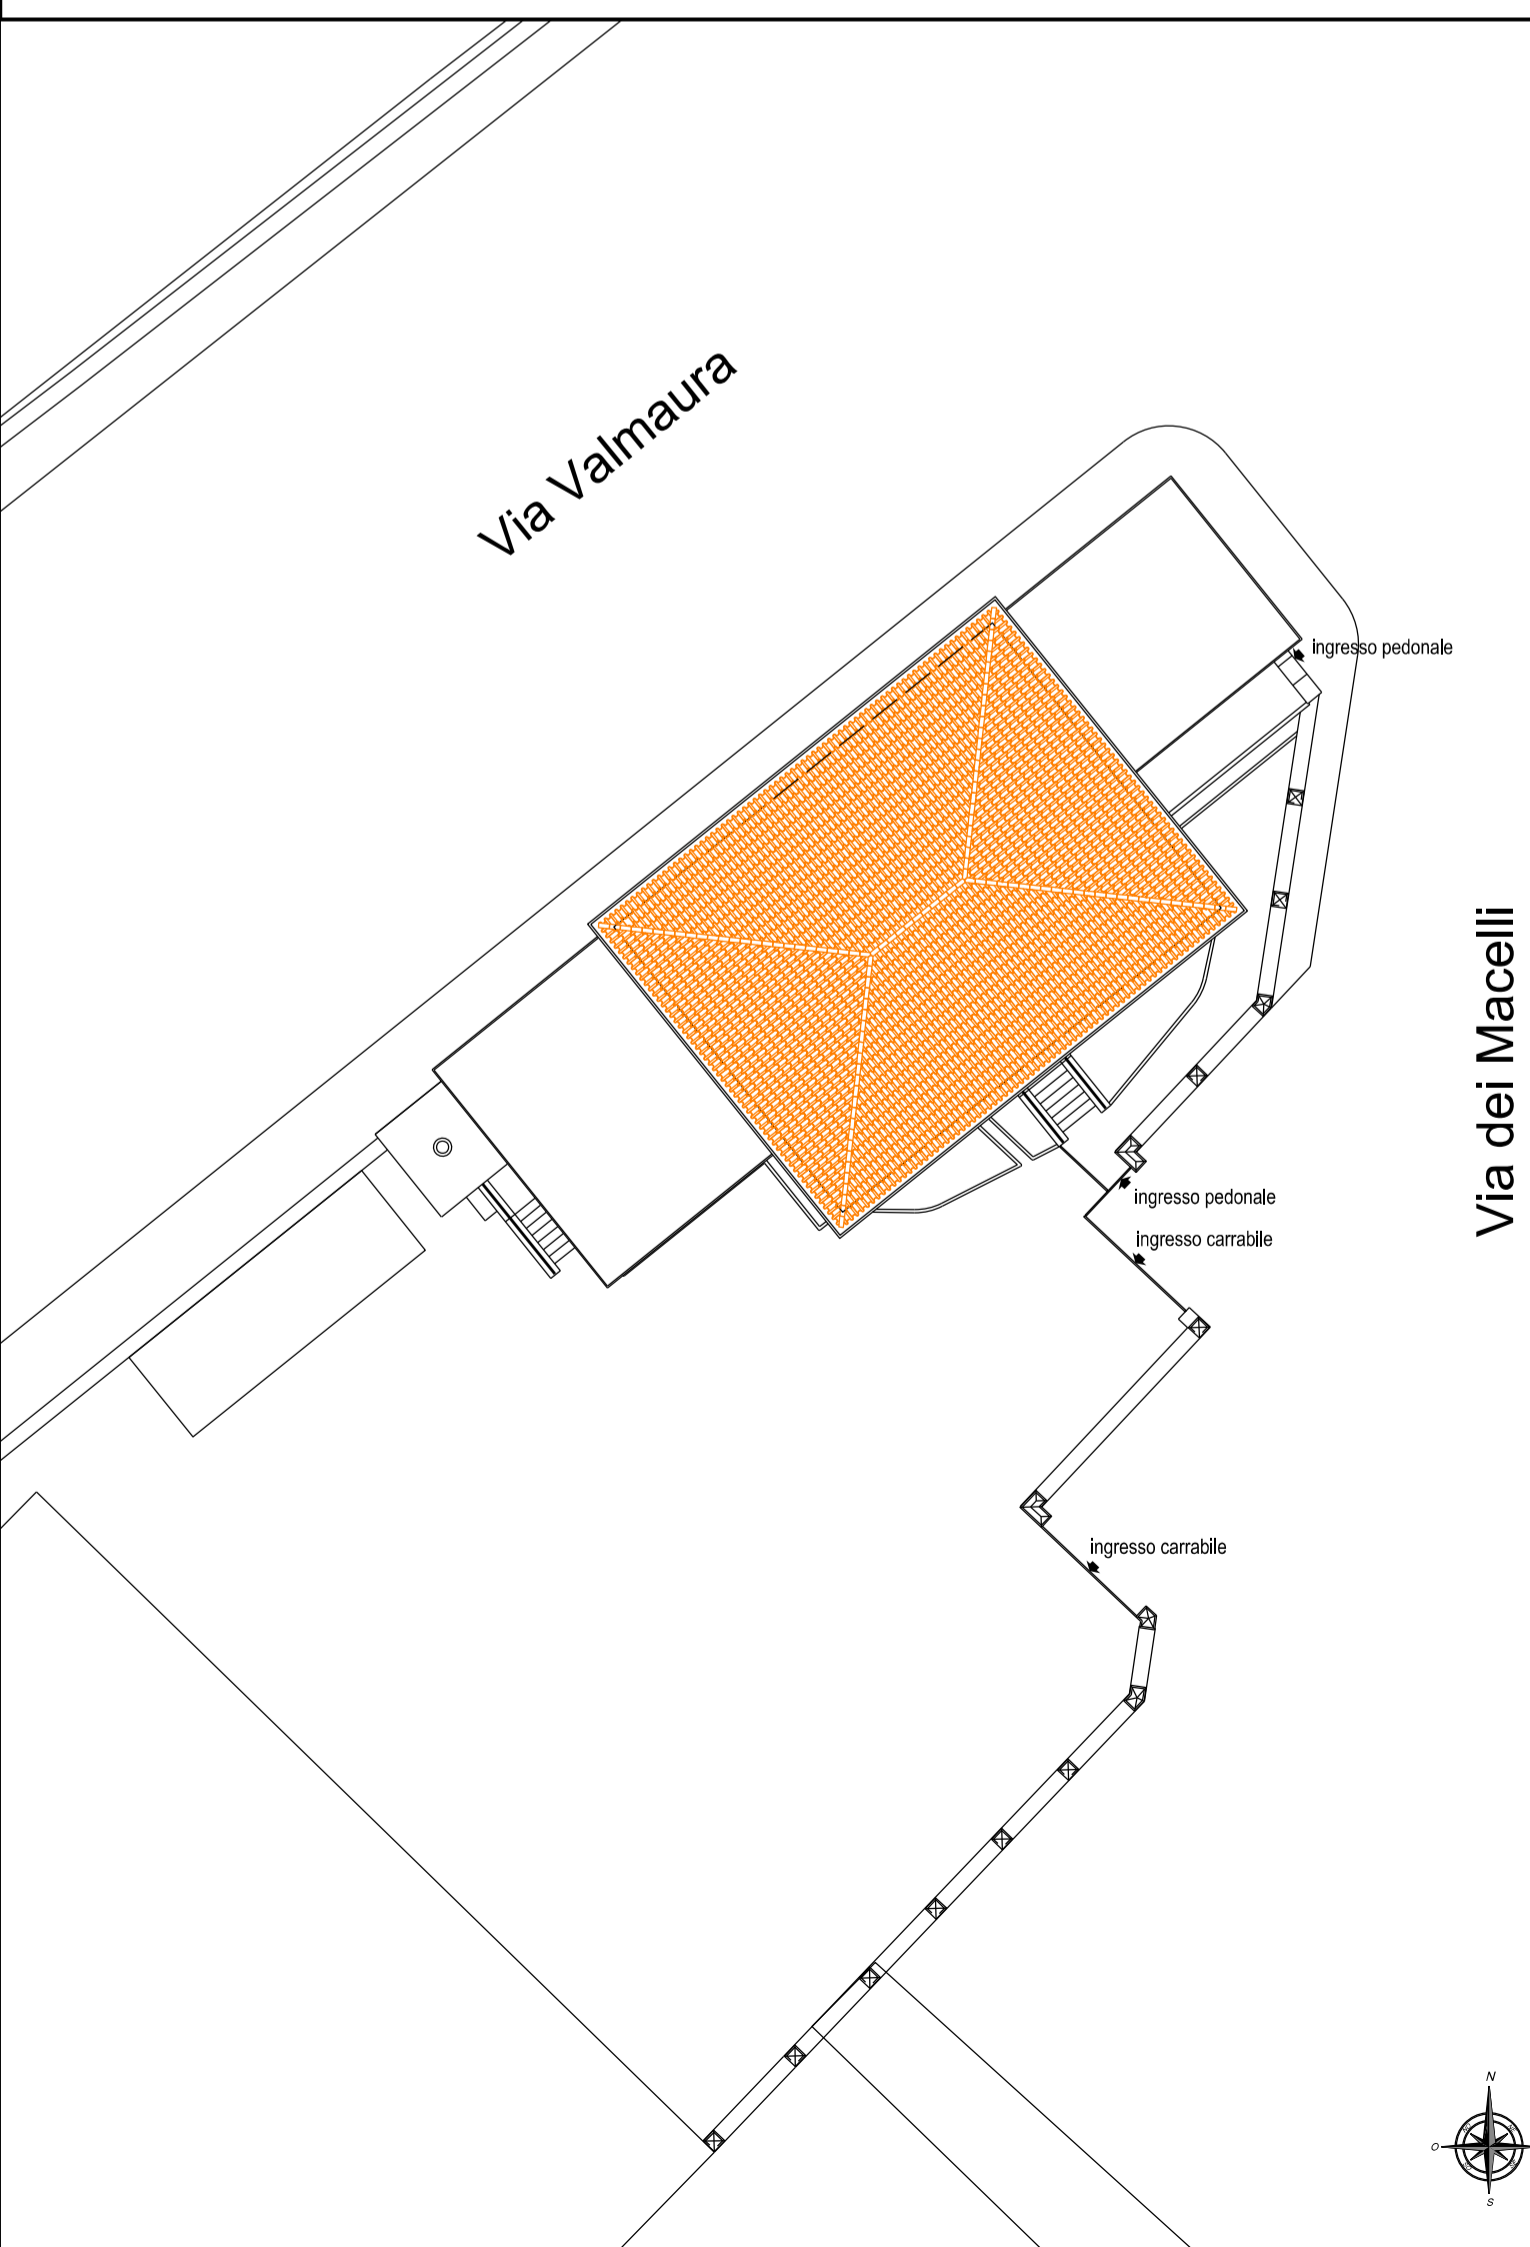 Via Valmaura
ingresso pedonale
Via dei Macelli
ingresso pedonale
ingresso carrabile
ingresso carrabile
N
O
S